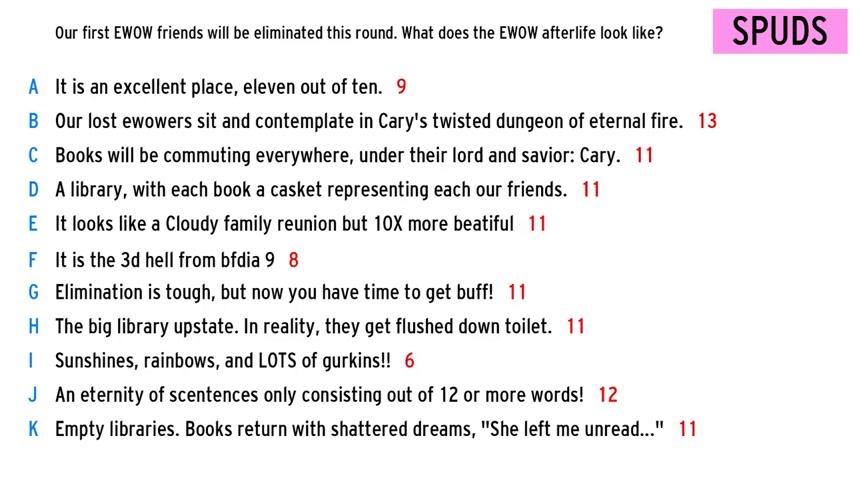 Our first EWOW friends will be eliminated this round. What does the EWOW afterlife look like?
SPUDS
A It is an excellent place, eleven out of ten. 9
B Our lost ewowers sit and contemplate in Cary's twisted dungeon of eternal fire. 13
C Books will be commuting everywhere, under their lord and savior: Cary. 11
D A library, with each book a casket representing each our friends. 11
E It looks like a Cloudy family reunion but 10X more beatiful 11
F It is the 3d hell from bfdia 9 8
G Elimination is tough, but now you have time to get buff! 11
H The big library upstate. In reality, they get flushed down toilet. 11
I Sunshines, rainbows, and LOTS of gurkins!! 6
J An eternity of scentences only consisting out of 12 or more words! 12
K Empty libraries. Books return with shattered dreams, "She left me unread..." 11